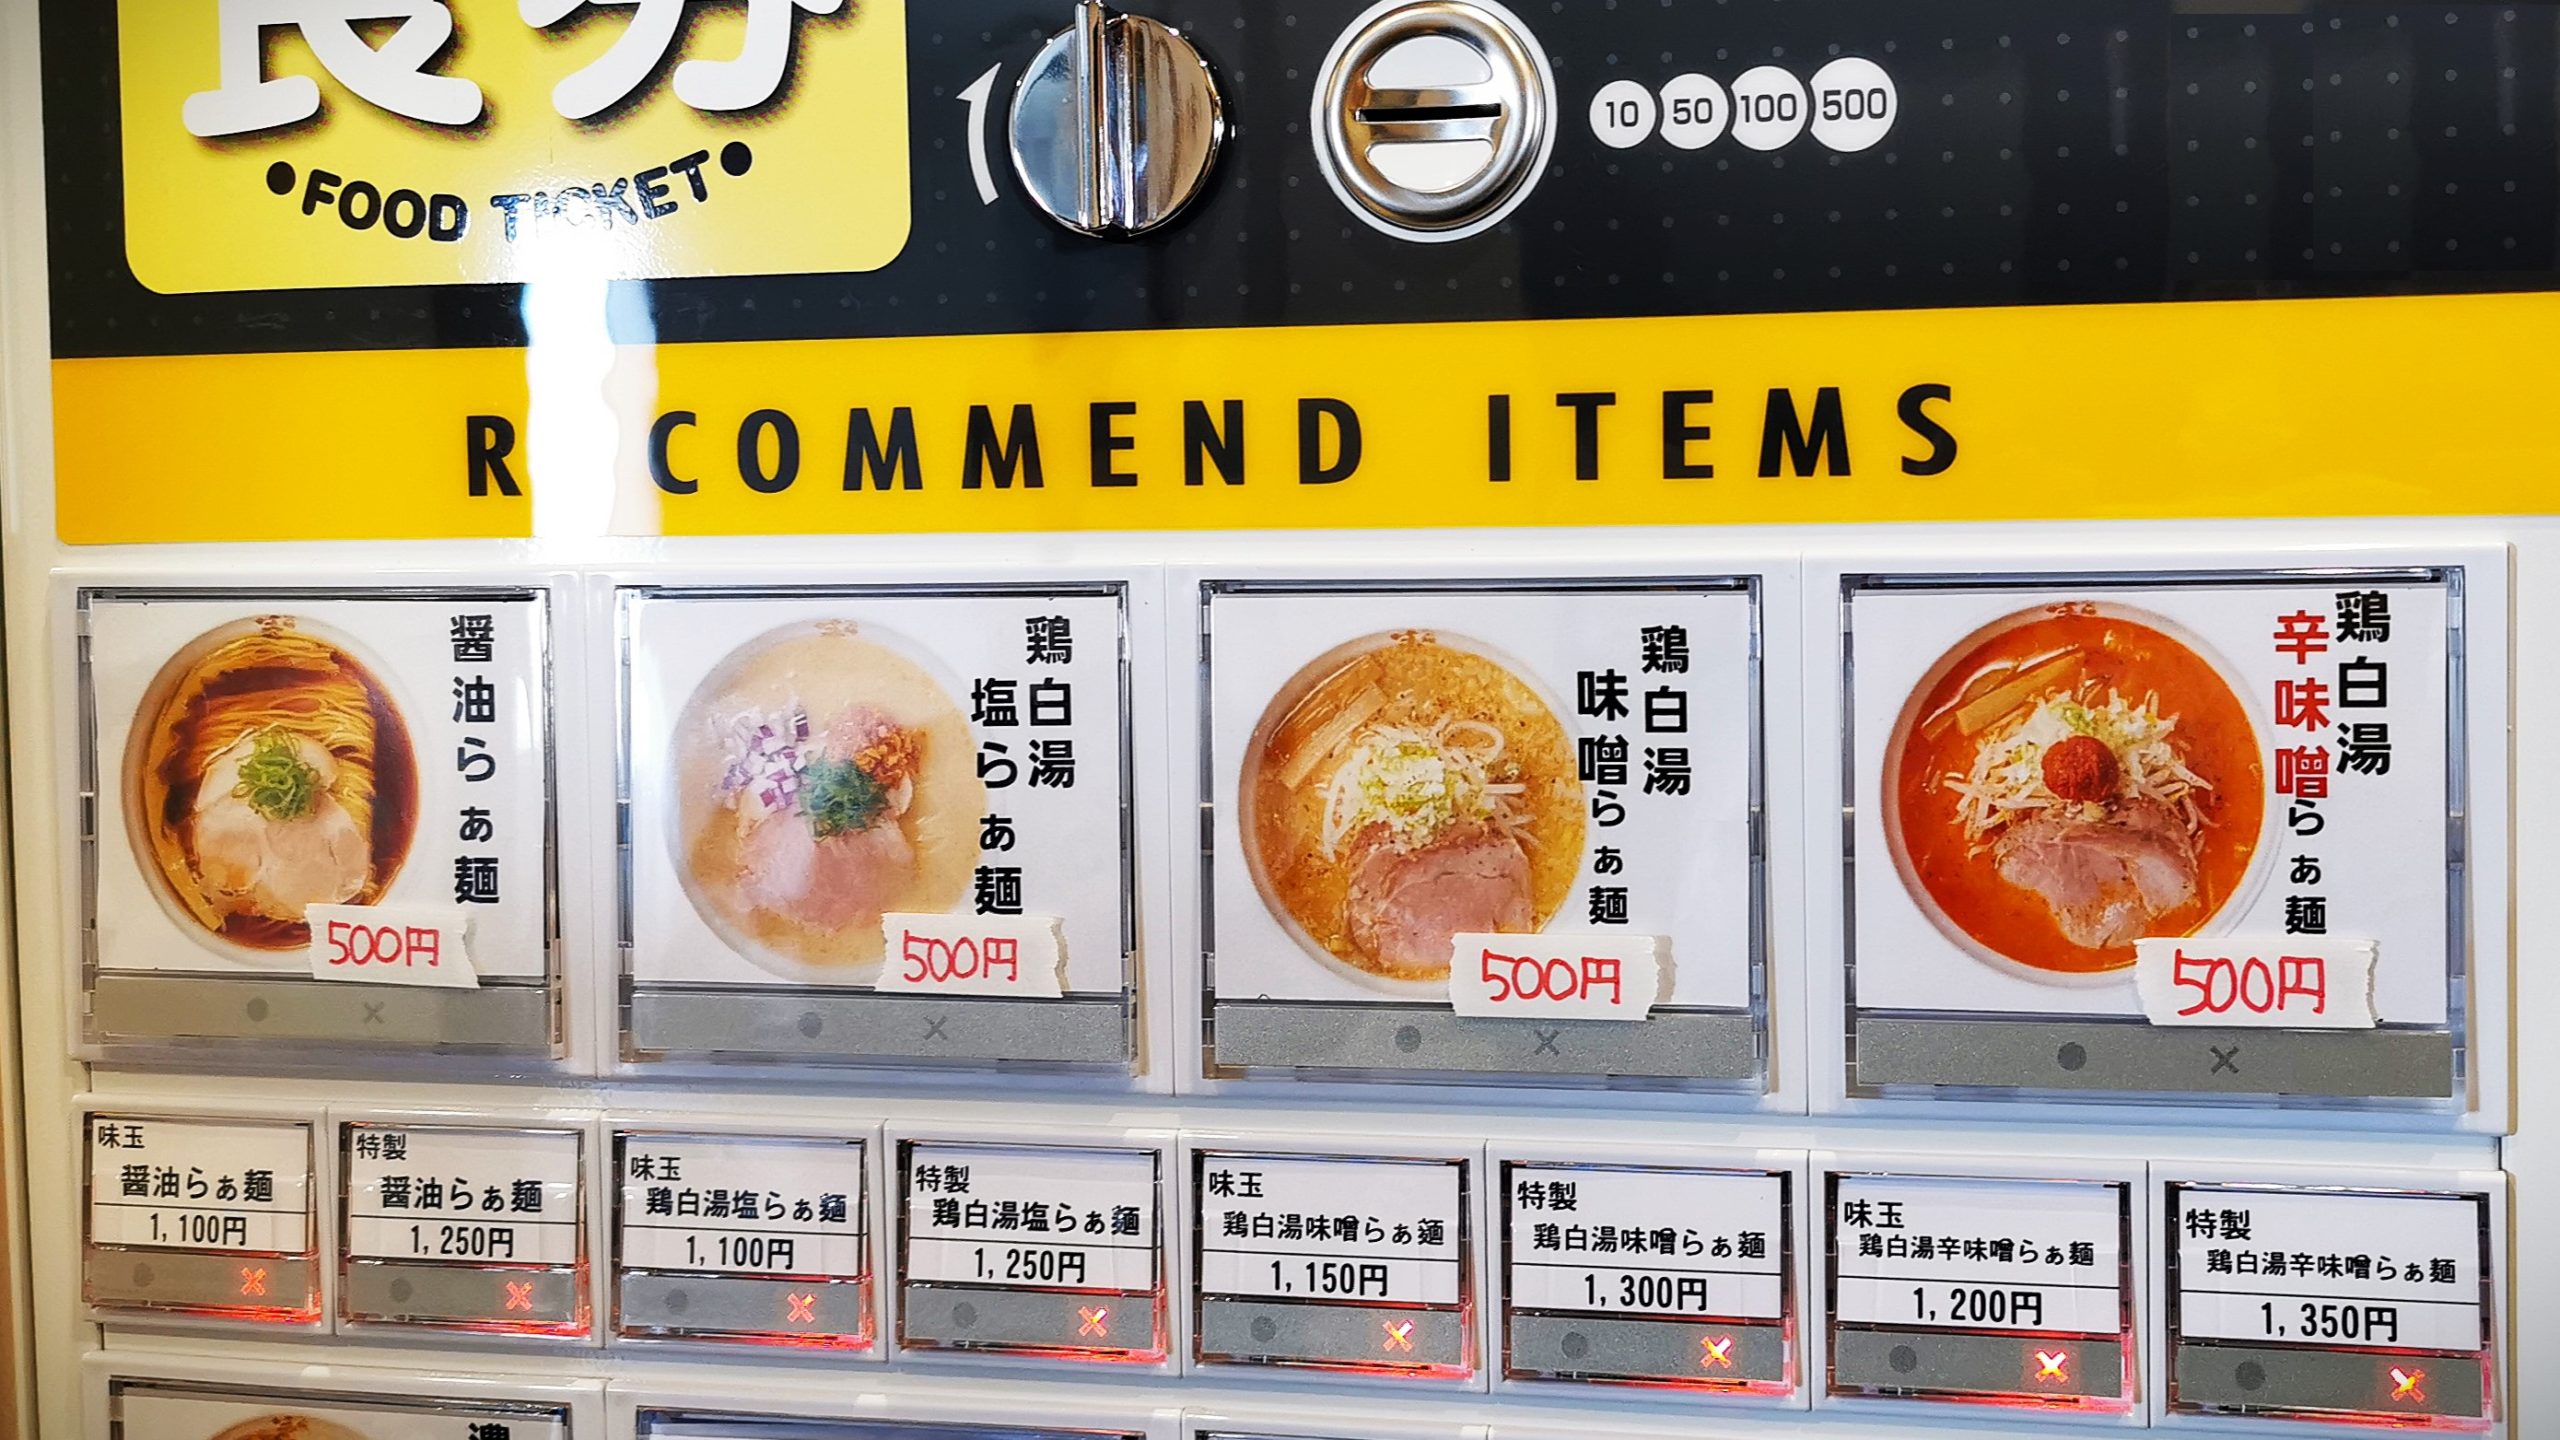 食券
•FOOD TICKET•
10 50 100 500
R COMMEND ITEMS
醤油らぁ麺
500円
鶏白湯
塩らぁ麺
500円
鶏白湯
味噌らぁ麺
500円
鶏白湯
辛味噌らぁ麺
500円
味玉
醤油らぁ麺
1,100円
特製
醤油らぁ麺
1,250円
味玉
鶏白湯塩らぁ麺
1,100円
特製
鶏白湯塩らぁ麺
1,250円
味玉
鶏白湯味噌らぁ麺
1,150円
特製
鶏白湯味噌らぁ麺
1,300円
味玉
鶏白湯辛味噌らぁ麺
1,200円
特製
鶏白湯辛味噌らぁ麺
1,350円